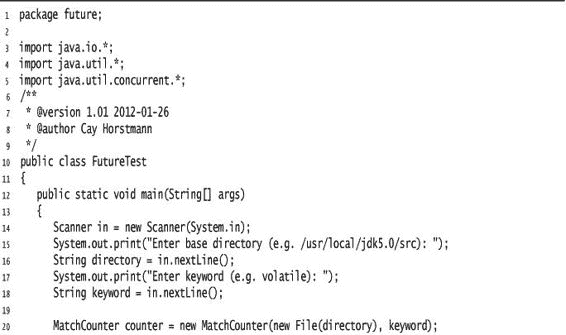 1 package future;
2
3 import java.io.*;
4 import java.util.*;
5 import java.util.concurrent.*;
6 /**
7 * @version 1.01 2012-01-26
8 * @author Cay Horstmann
9 */
10 public class FutureTest
11 {
12 public static void main(String[] args)
13 {
14 Scanner in = new Scanner(System.in);
15 System.out.print("Enter base directory (e.g. /usr/local/jdk5.0/src): ");
16 String directory = in.nextLine();
17 System.out.print("Enter keyword (e.g. volatile): ");
18 String keyword = in.nextLine();
19
20 MatchCounter counter = new MatchCounter(new File(directory), keyword);